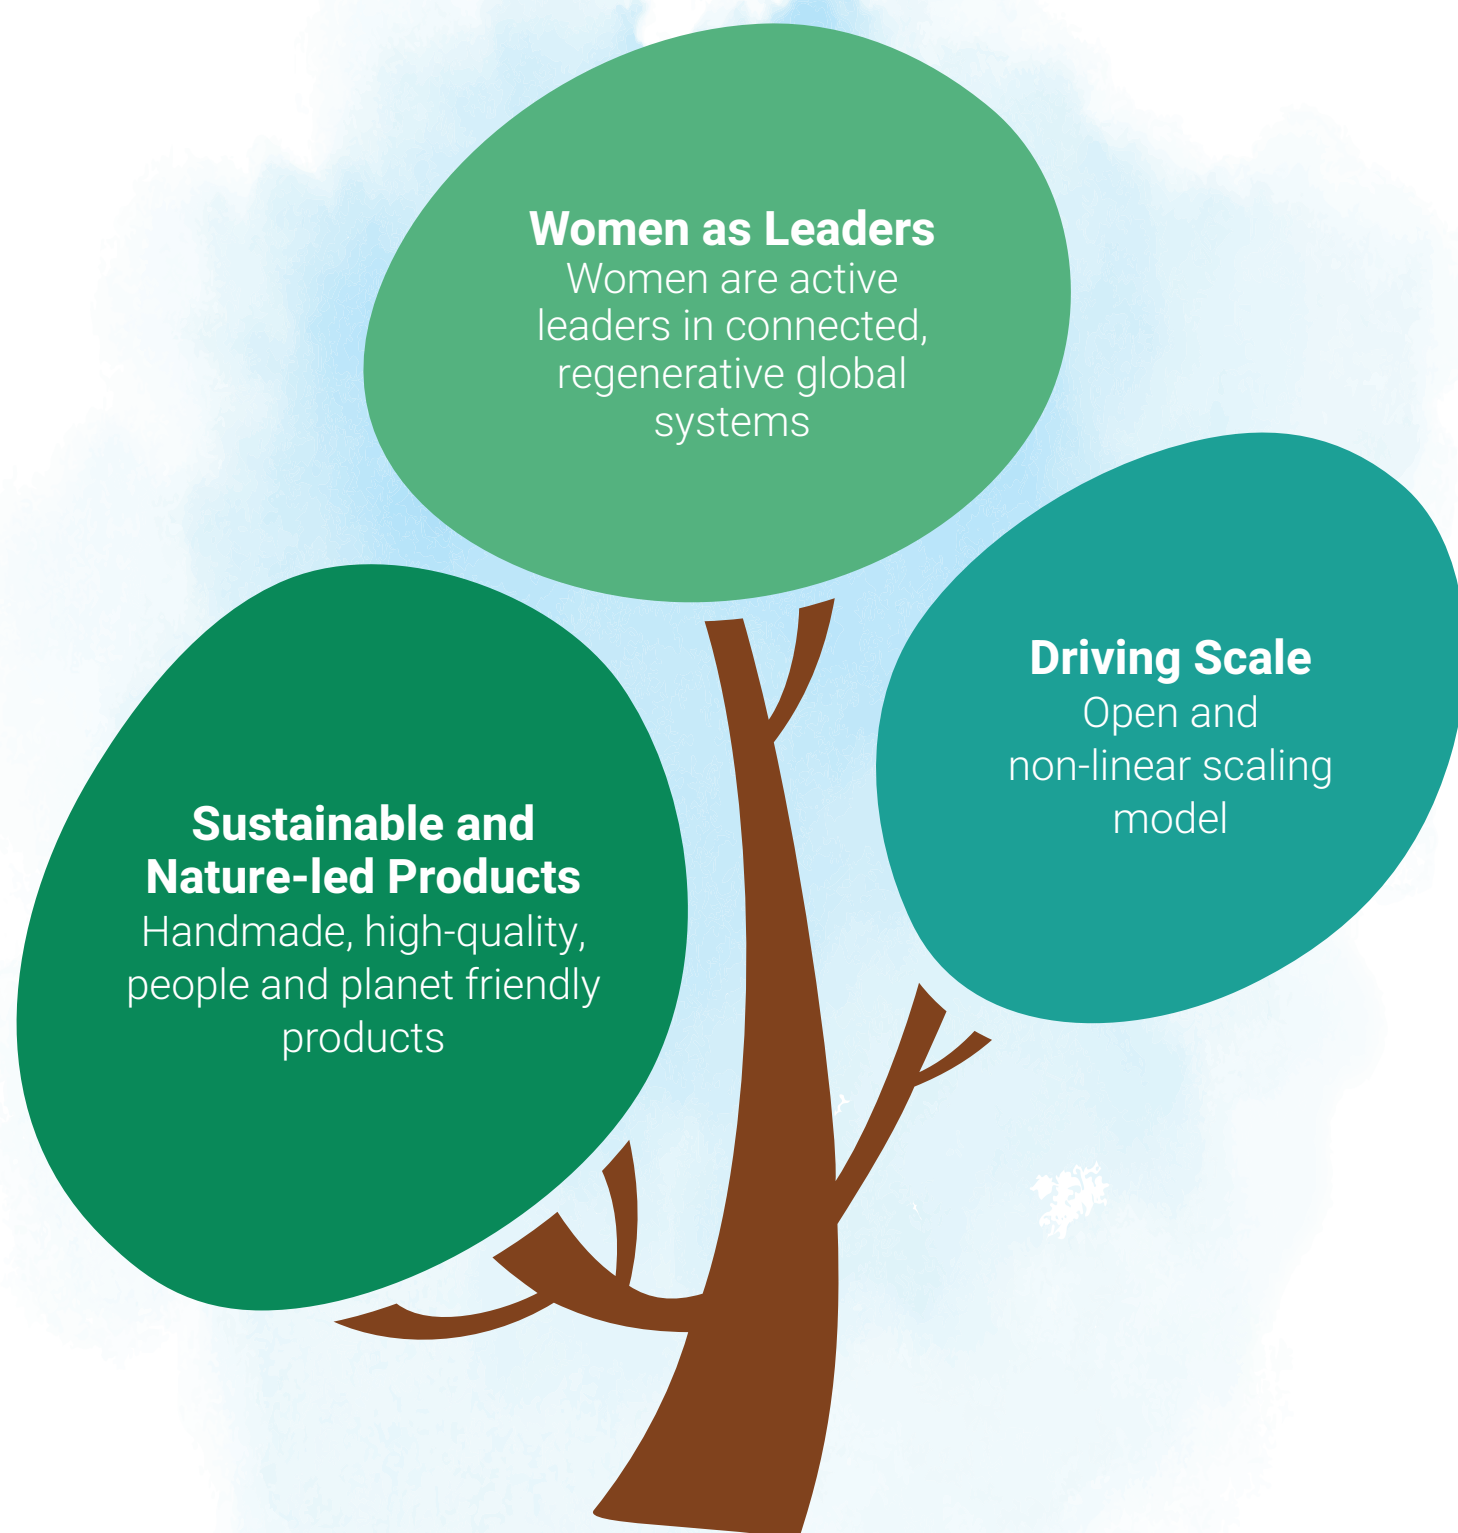 Women as Leaders
Women are active
leaders in connected,
regenerative global
systems
Driving Scale
Open and
non-linear scaling
model
Sustainable and
Nature-led Products
Handmade, high-quality,
people and planet friendly
products